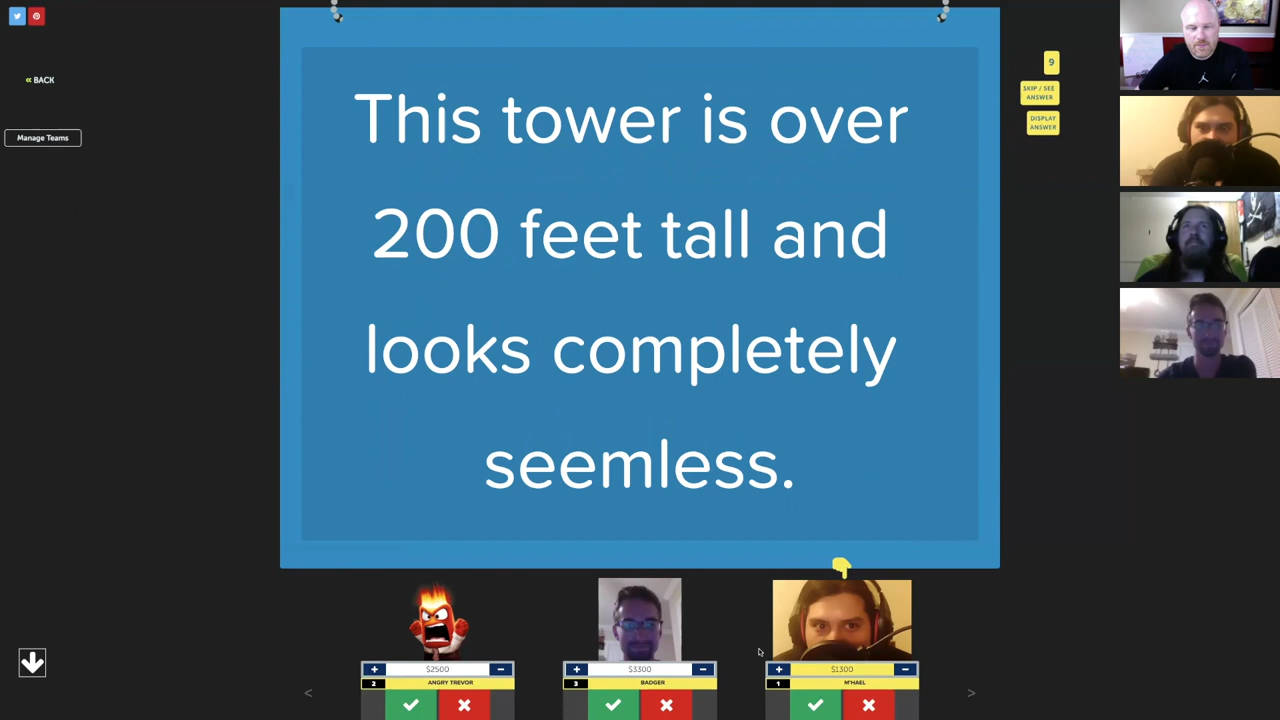 « BACK
Manage Teams
This tower is over
200 feet tall and
looks completely
seemless.
9
SKIP / SEE
ANSWER
DISPLAY
ANSWER
+ $2500 −
2 ANGRY TREVOR
+ $3300 −
3 BADGER
+ $1300 −
1 M'HAEL